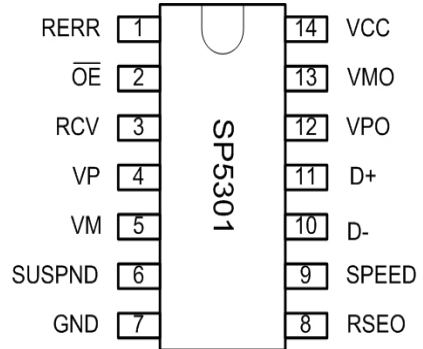 RERR 1 14 VCC
OE 2 13 VMO
RCV 3 12 VPO
VP 4 11 D+
VM 5 10 D-
SUSPND 6 9 SPEED
GND 7 8 RSEO
SP5301